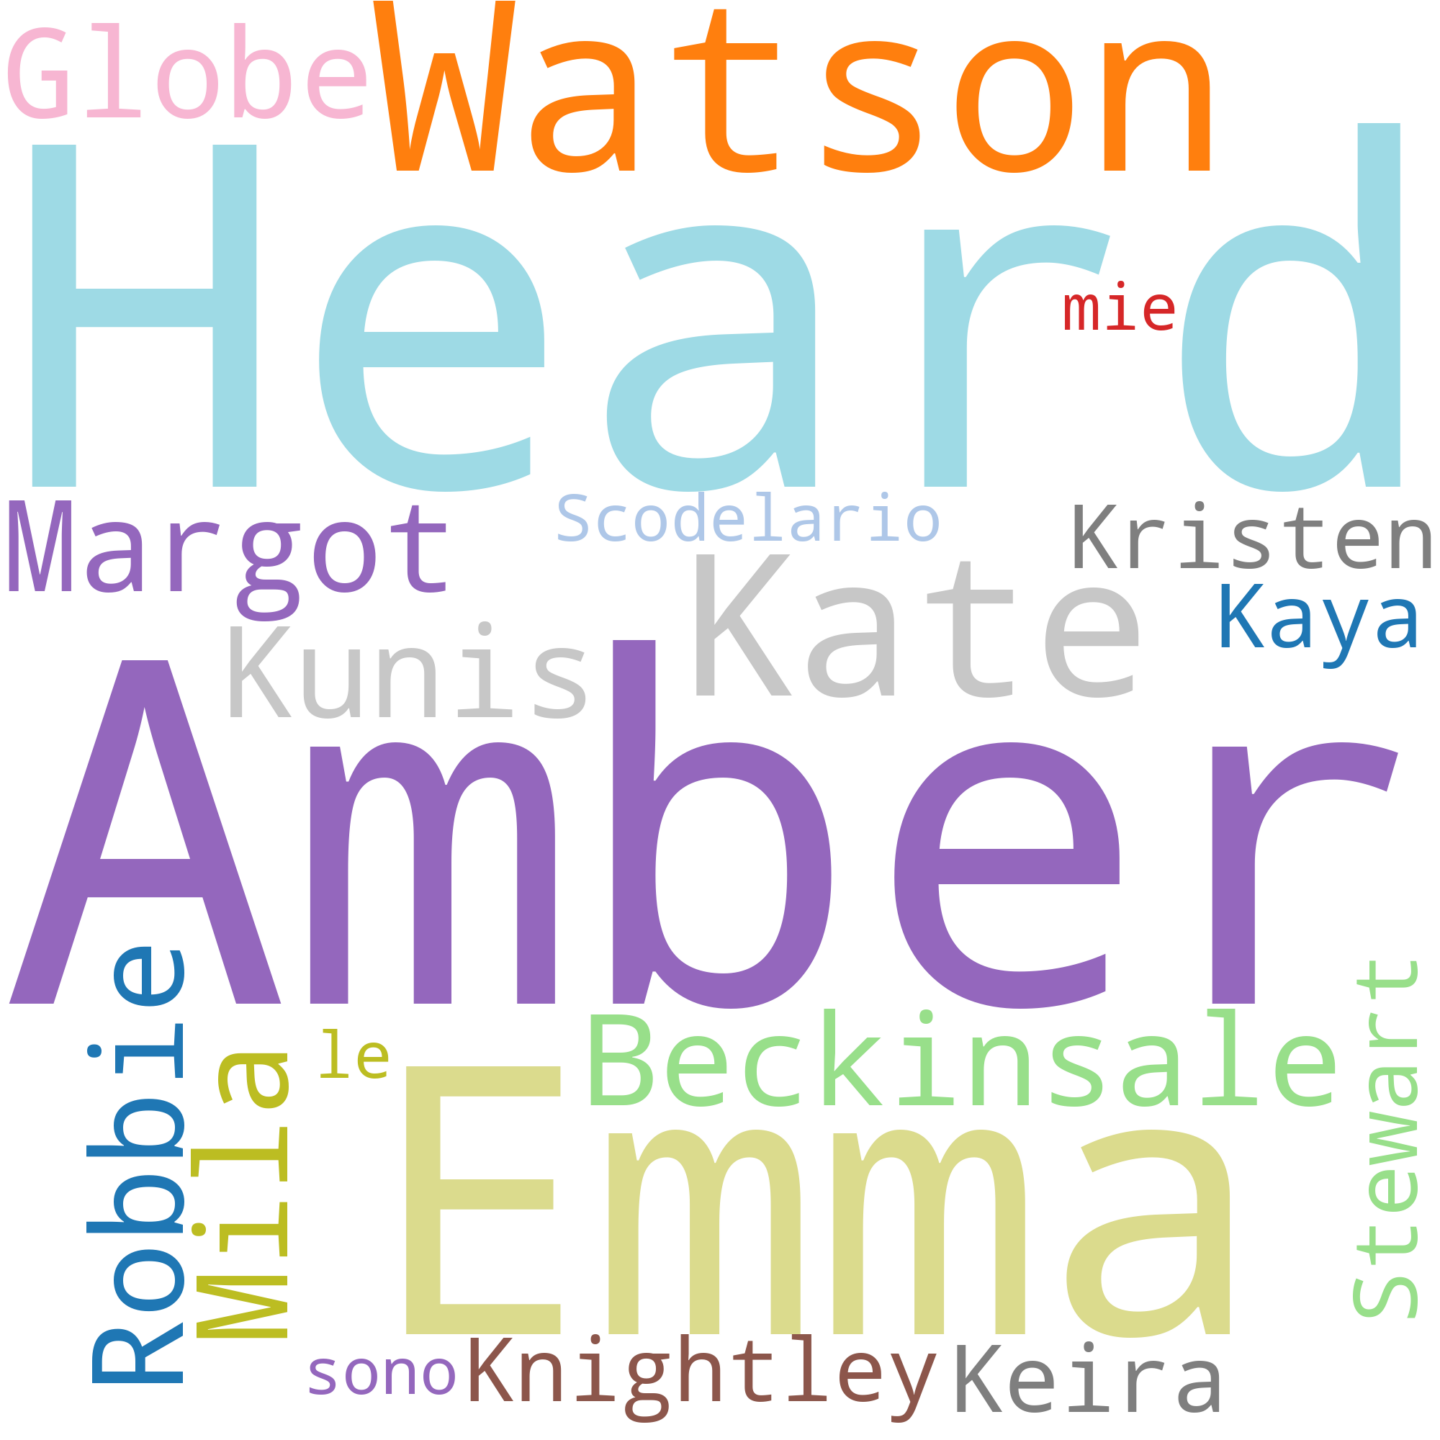 Globe
Watson
Heard
mie
Margot
Scodelario
Kristen
Kate
Kaya
Kunis
Amber
Robbie
Mila
le
Beckinsale
Stewart
Emma
sono
Knightley
Keira